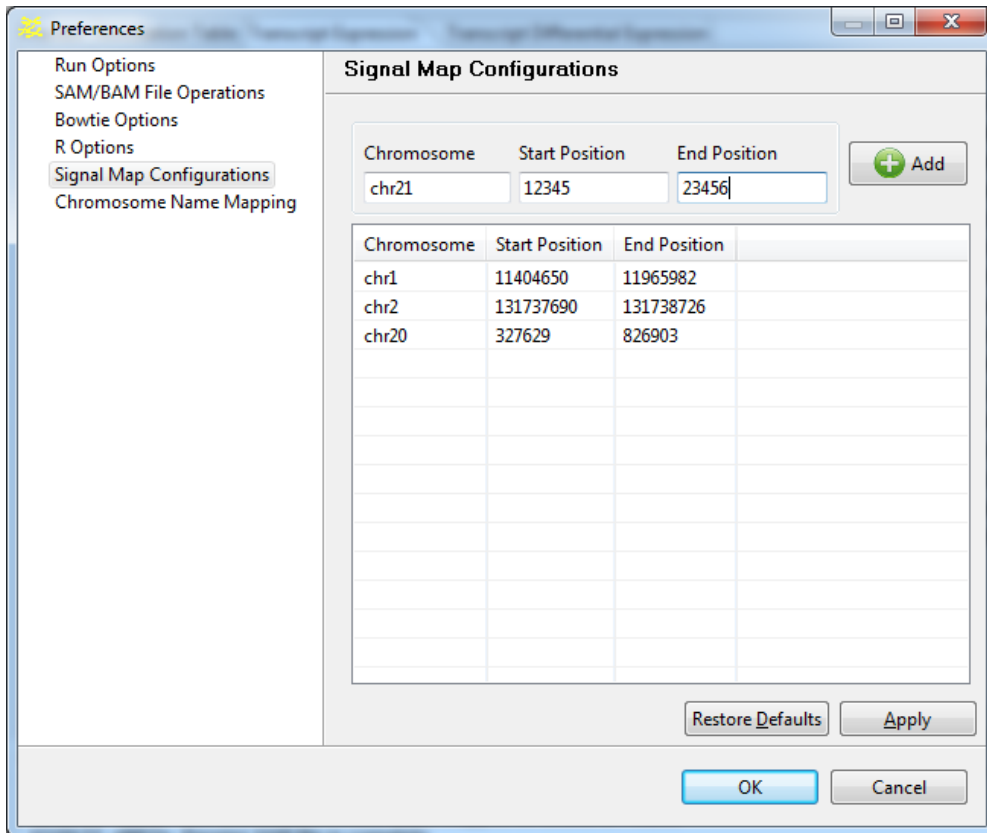 Preferences
Run Options
SAM/BAM File Operations
Bowtie Options
R Options
Signal Map Configurations
Chromosome Name Mapping
Signal Map Configurations
Chromosome Start Position End Position
chr21 12345 23456
Add
Chromosome Start Position End Position
chr1 11404650 11965982
chr2 131737690 131738726
chr20 327629 826903
Restore Defaults Apply
OK Cancel